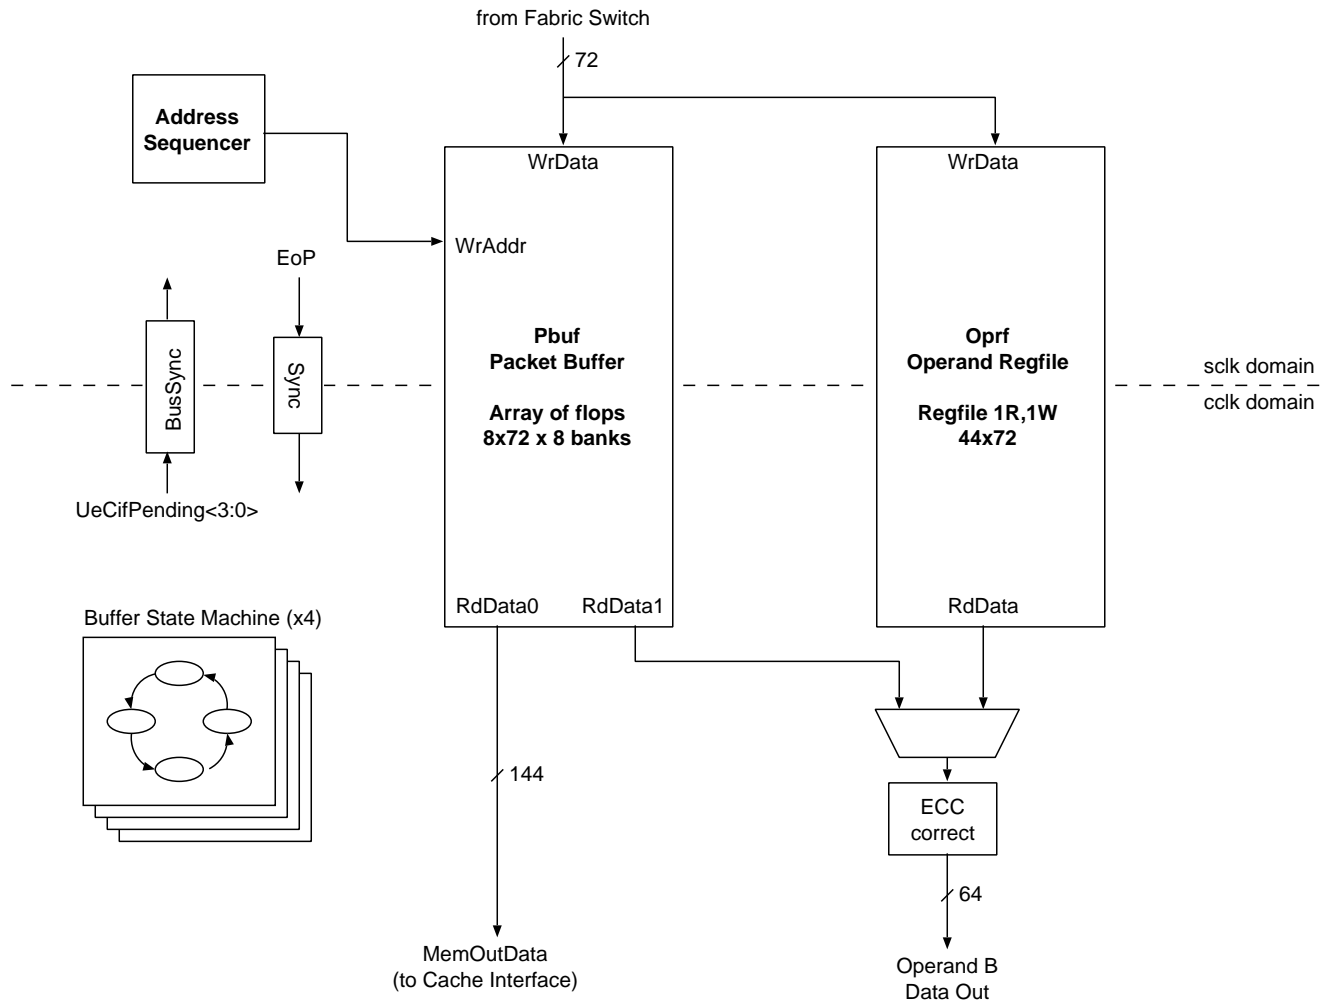 from Fabric Switch
72
Address
Sequencer
WrData
WrData
WrAddr
EoP
BusSync
Sync
Pbuf
Packet Buffer
Array of flops
8x72 x 8 banks
Oprf
Operand Regfile
Regfile 1R,1W
44x72
sclk domain
cclk domain
UeCifPending<3:0>
RdData0
RdData1
RdData
Buffer State Machine (x4)
144
ECC
correct
64
MemOutData
(to Cache Interface)
Operand B
Data Out